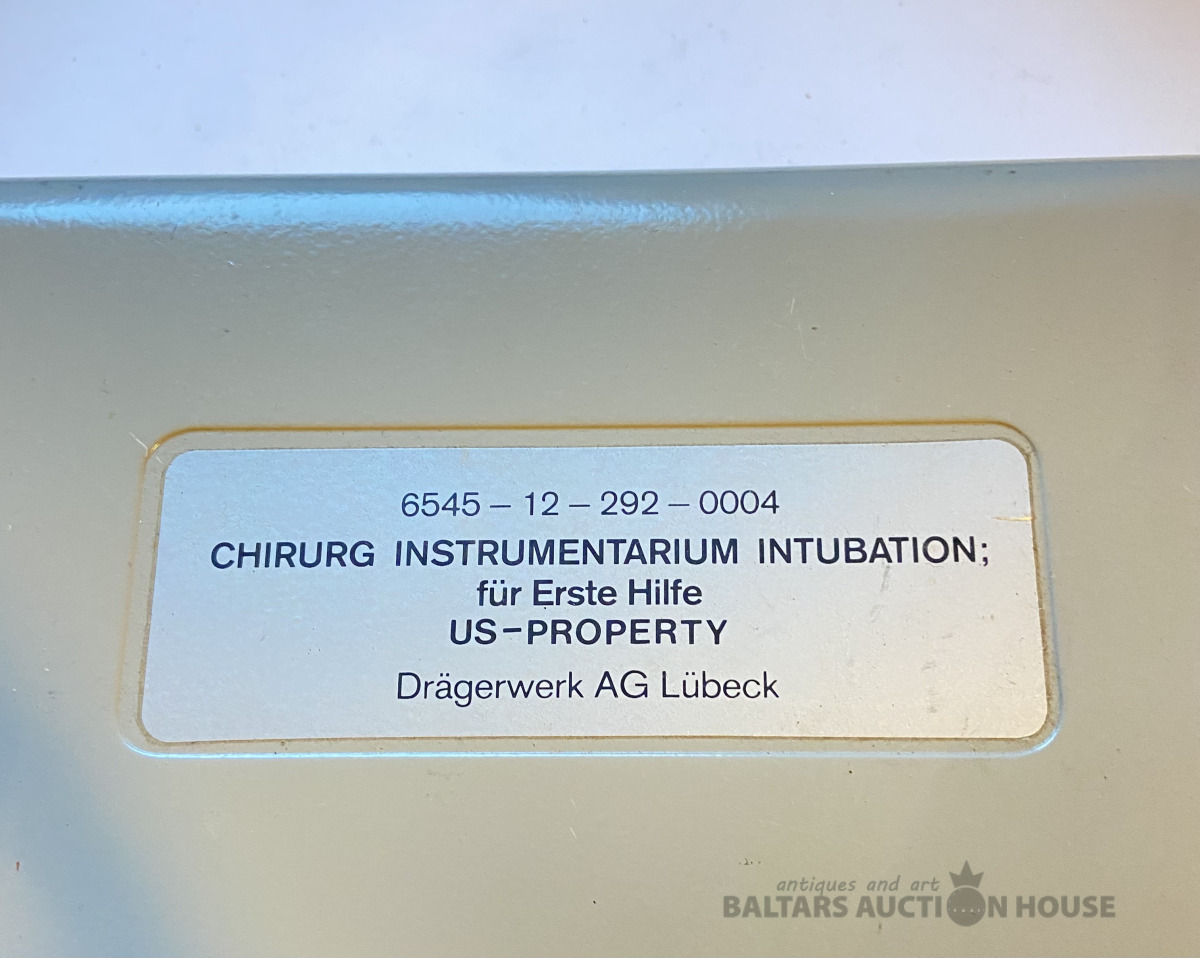 6545 – 12 – 292 – 0004
CHIRURG INSTRUMENTARIUM INTUBATION;
für Erste Hilfe
US–PROPERTY
Drägerwerk AG Lübeck
antiques and art
BALTARS AUCTION HOUSE